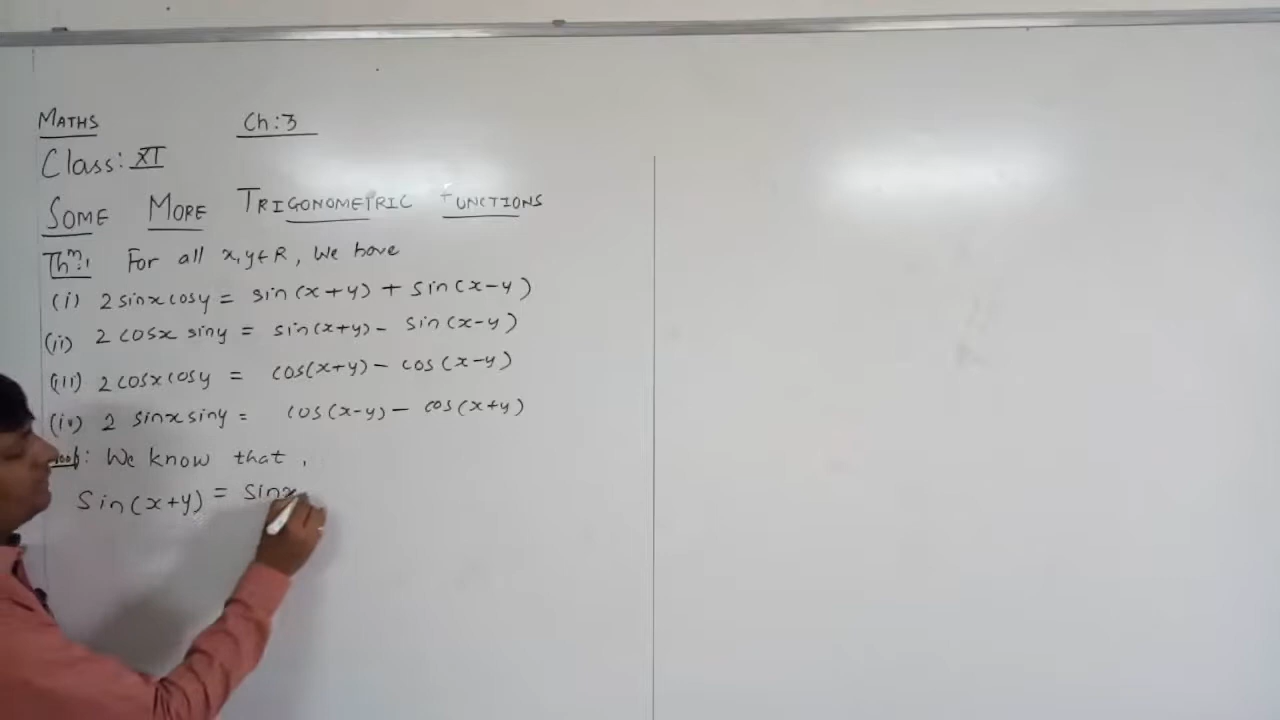 MATHS Ch:3
Class: XI
SOME MORE TRIGONOMETRIC FUNCTIONS
Thm:1 For all x,y∈R, We have
(i) 2 sinx cosy = sin(x+y) + sin(x-y)
(ii) 2 cosx siny = sin(x+y) - sin(x-y)
(iii) 2 cosx cosy = cos(x+y) - cos(x-y)
(iv) 2 sinx siny = cos(x-y) - cos(x+y)
: We know that,
Sin(x+y) = sinx